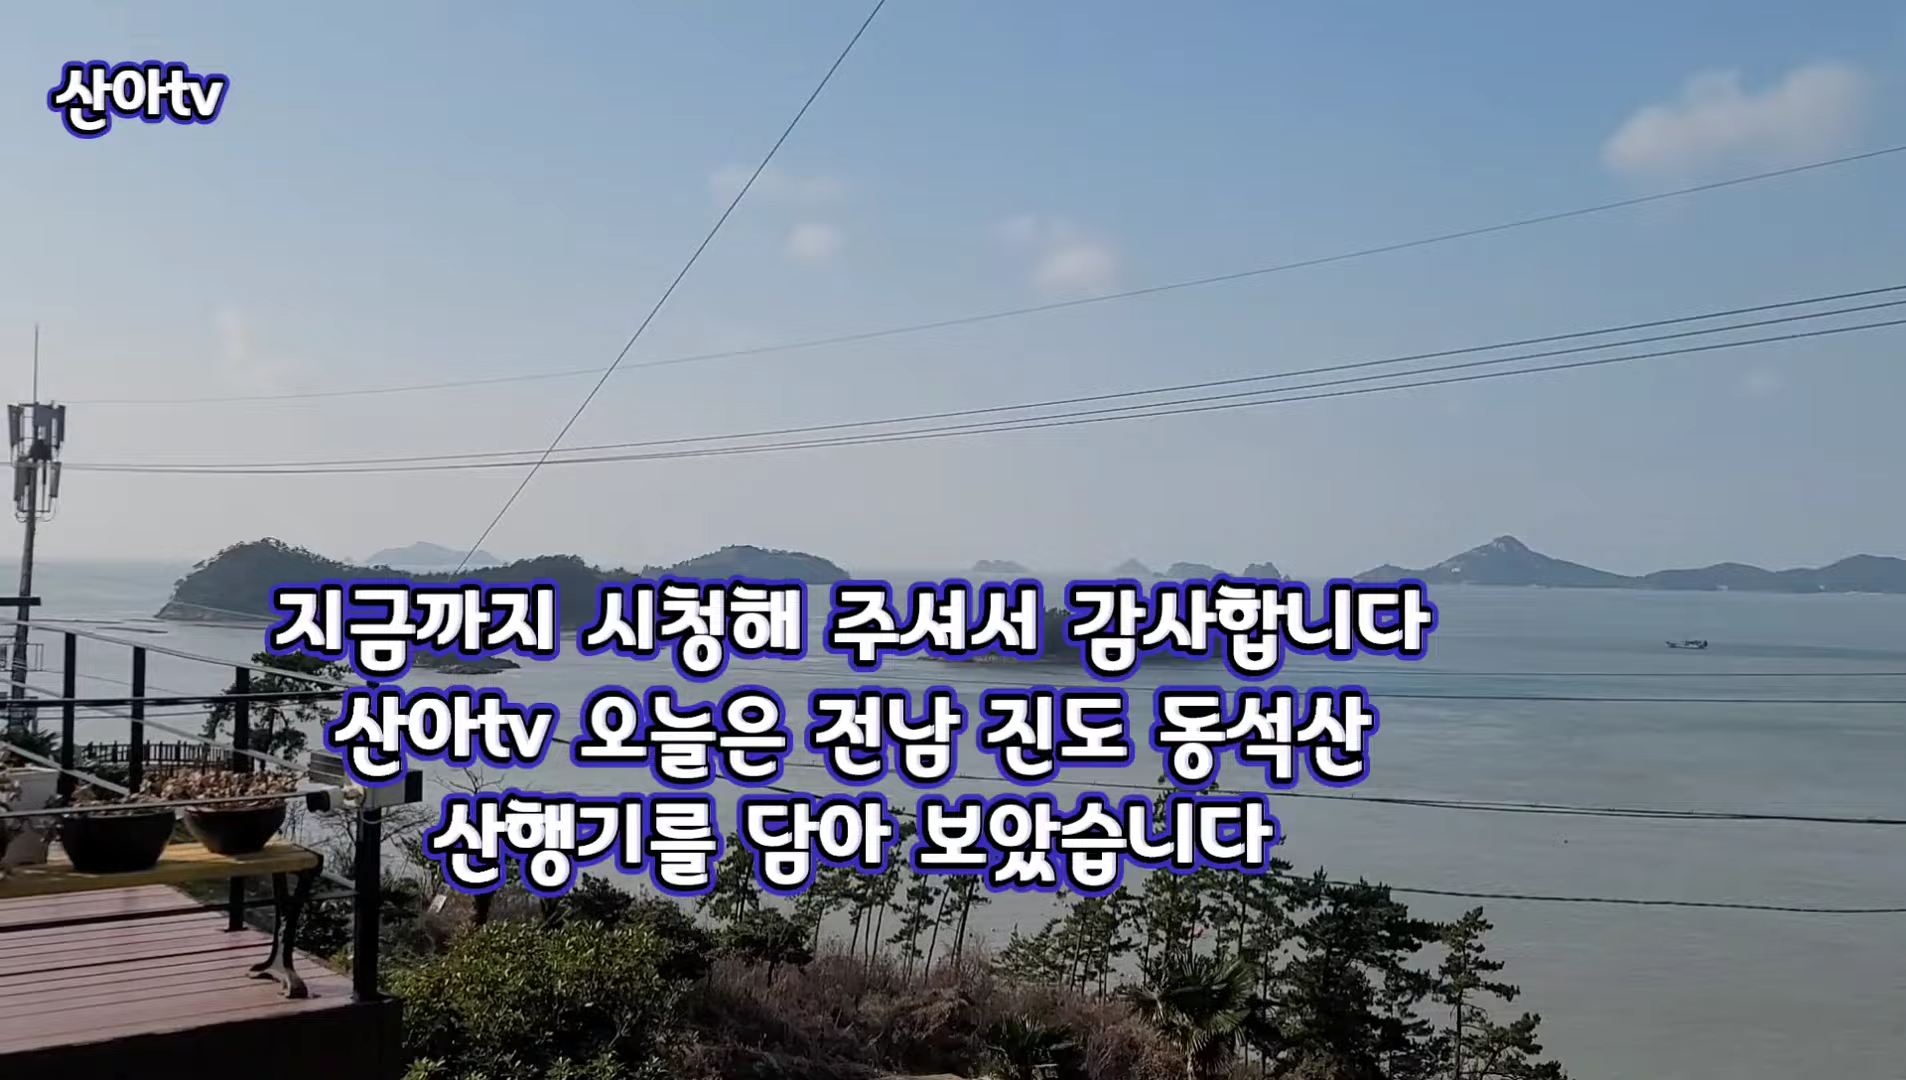 산아tv
지금까지 시청해 주셔서 감사합니다
산아tv 오늘은 전남 진도 동석산
산행기를 담아 보았습니다